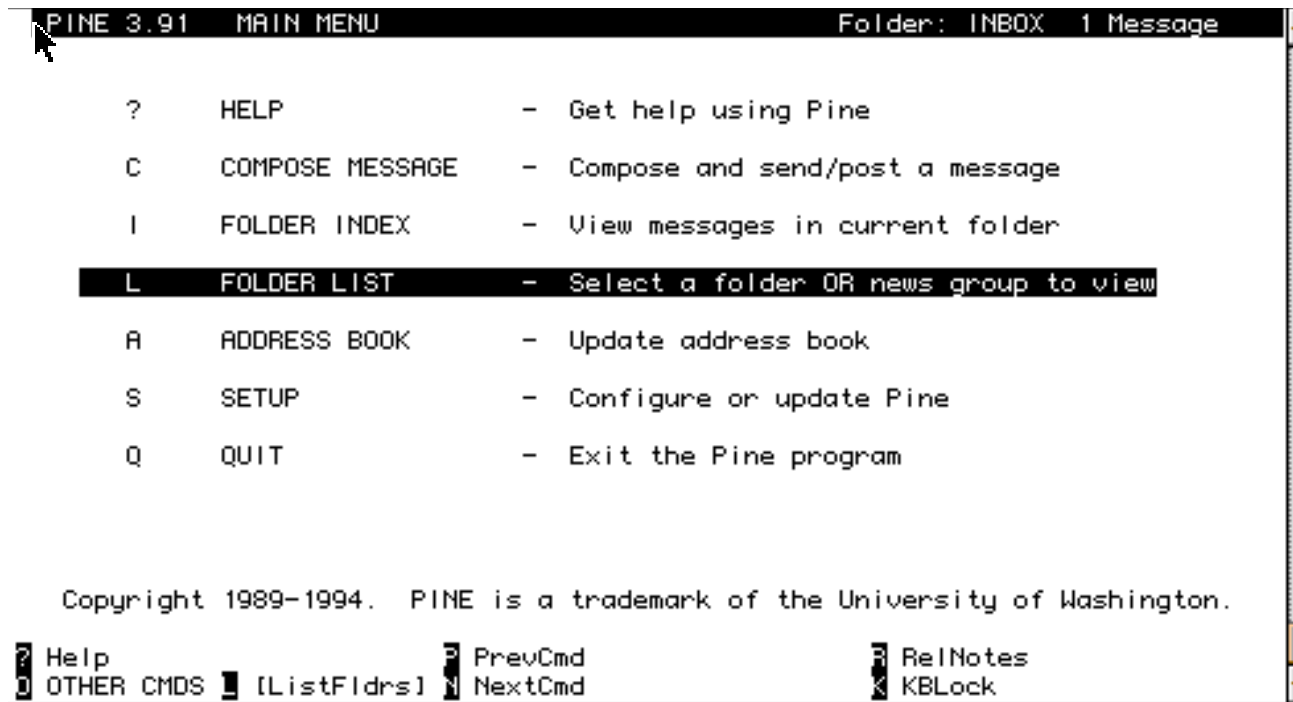 PINE 3.91 MAIN MENU Folder: INBOX 1 Message
? HELP - Get help using Pine
C COMPOSE MESSAGE - Compose and send/post a message
I FOLDER INDEX - View messages in current folder
L FOLDER LIST - Select a folder OR news group to view
A ADDRESS BOOK - Update address book
S SETUP - Configure or update Pine
Q QUIT - Exit the Pine program
Copyright 1989-1994. PINE is a trademark of the University of Washington.
? Help P PrevCmd R RelNotes
O OTHER CMDS L [ListFldrs] N NextCmd K KBLock